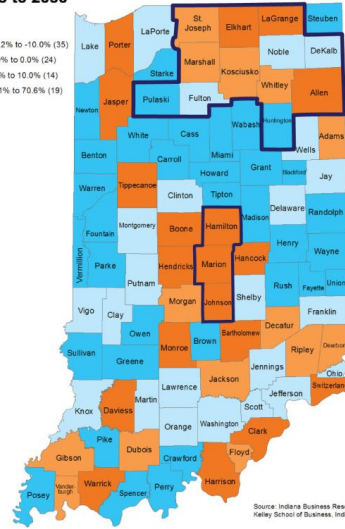 2% to -10.0% (35)
% to 0.0% (24)
% to 10.0% (14)
1% to 70.6% (19)
Lake
Porter
LaPorte
St. Joseph
Elkhart
LaGrange
Steuben
Noble
DeKalb
Marshall
Starke
Kosciusko
Whitley
Allen
Jasper
Newton
Pulaski
Fulton
Huntington
Wabash
White
Cass
Wells
Adams
Benton
Carroll
Miami
Howard
Grant
Blackford
Jay
Warren
Tippecanoe
Clinton
Tipton
Madison
Delaware
Randolph
Fountain
Montgomery
Boone
Hamilton
Henry
Wayne
Vermillion
Parke
Hendricks
Marion
Hancock
Putnam
Rush
Fayette
Union
Shelby
Johnson
Morgan
Franklin
Vigo
Clay
Owen
Decatur
Bartholomew
Brown
Monroe
Ripley
Dearborn
Sullivan
Greene
Jennings
Ohio
Jackson
Jefferson
Switzerland
Lawrence
Scott
Knox
Daviess
Martin
Orange
Washington
Clark
Pike
Dubois
Crawford
Floyd
Gibson
Harrison
Posey
Vander-
burgh
Warrick
Spencer
Perry
Source: Indiana Business Rese
Kelley School of Business, Ind